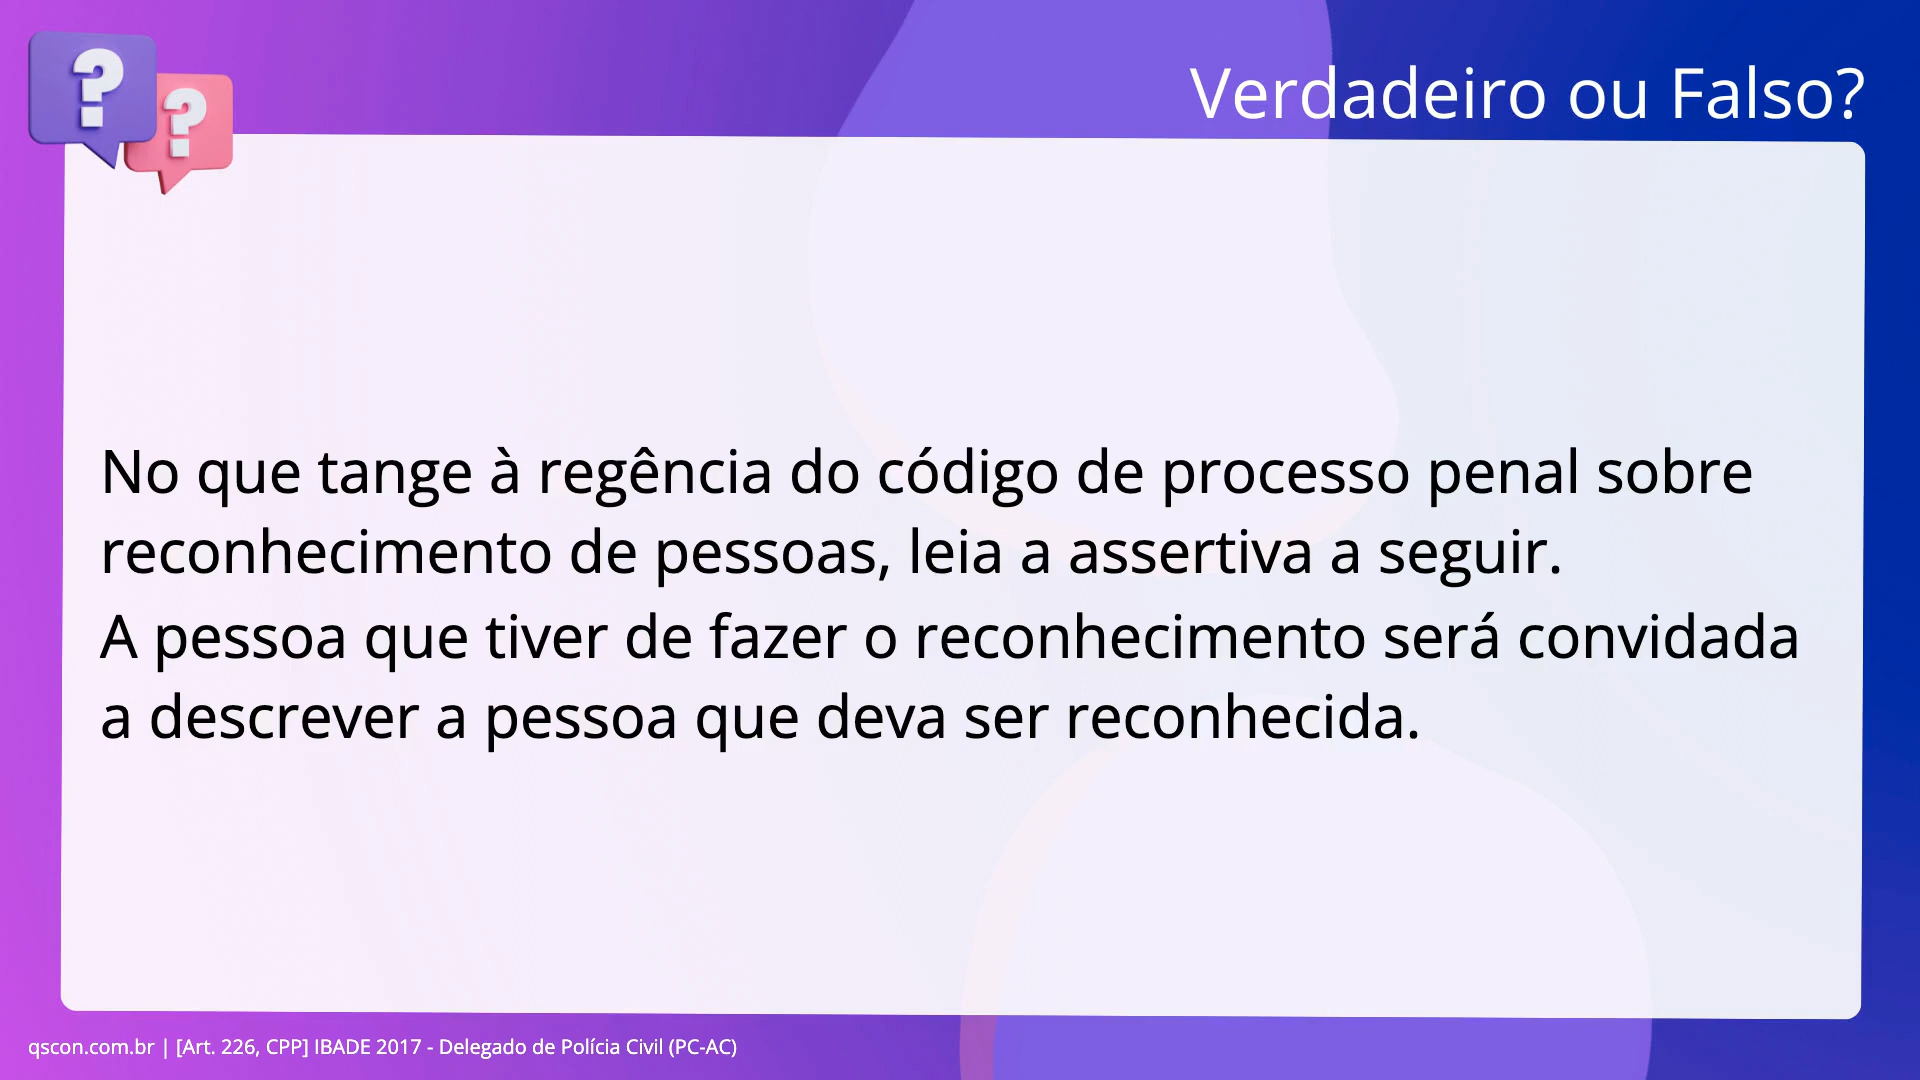 Verdadeiro ou Falso?
No que tange à regência do código de processo penal sobre
reconhecimento de pessoas, leia a assertiva a seguir.
A pessoa que tiver de fazer o reconhecimento será convidada
a descrever a pessoa que deva ser reconhecida.
qscon.com.br | [Art. 226, CPP] IBADE 2017 - Delegado de Polícia Civil (PC-AC)